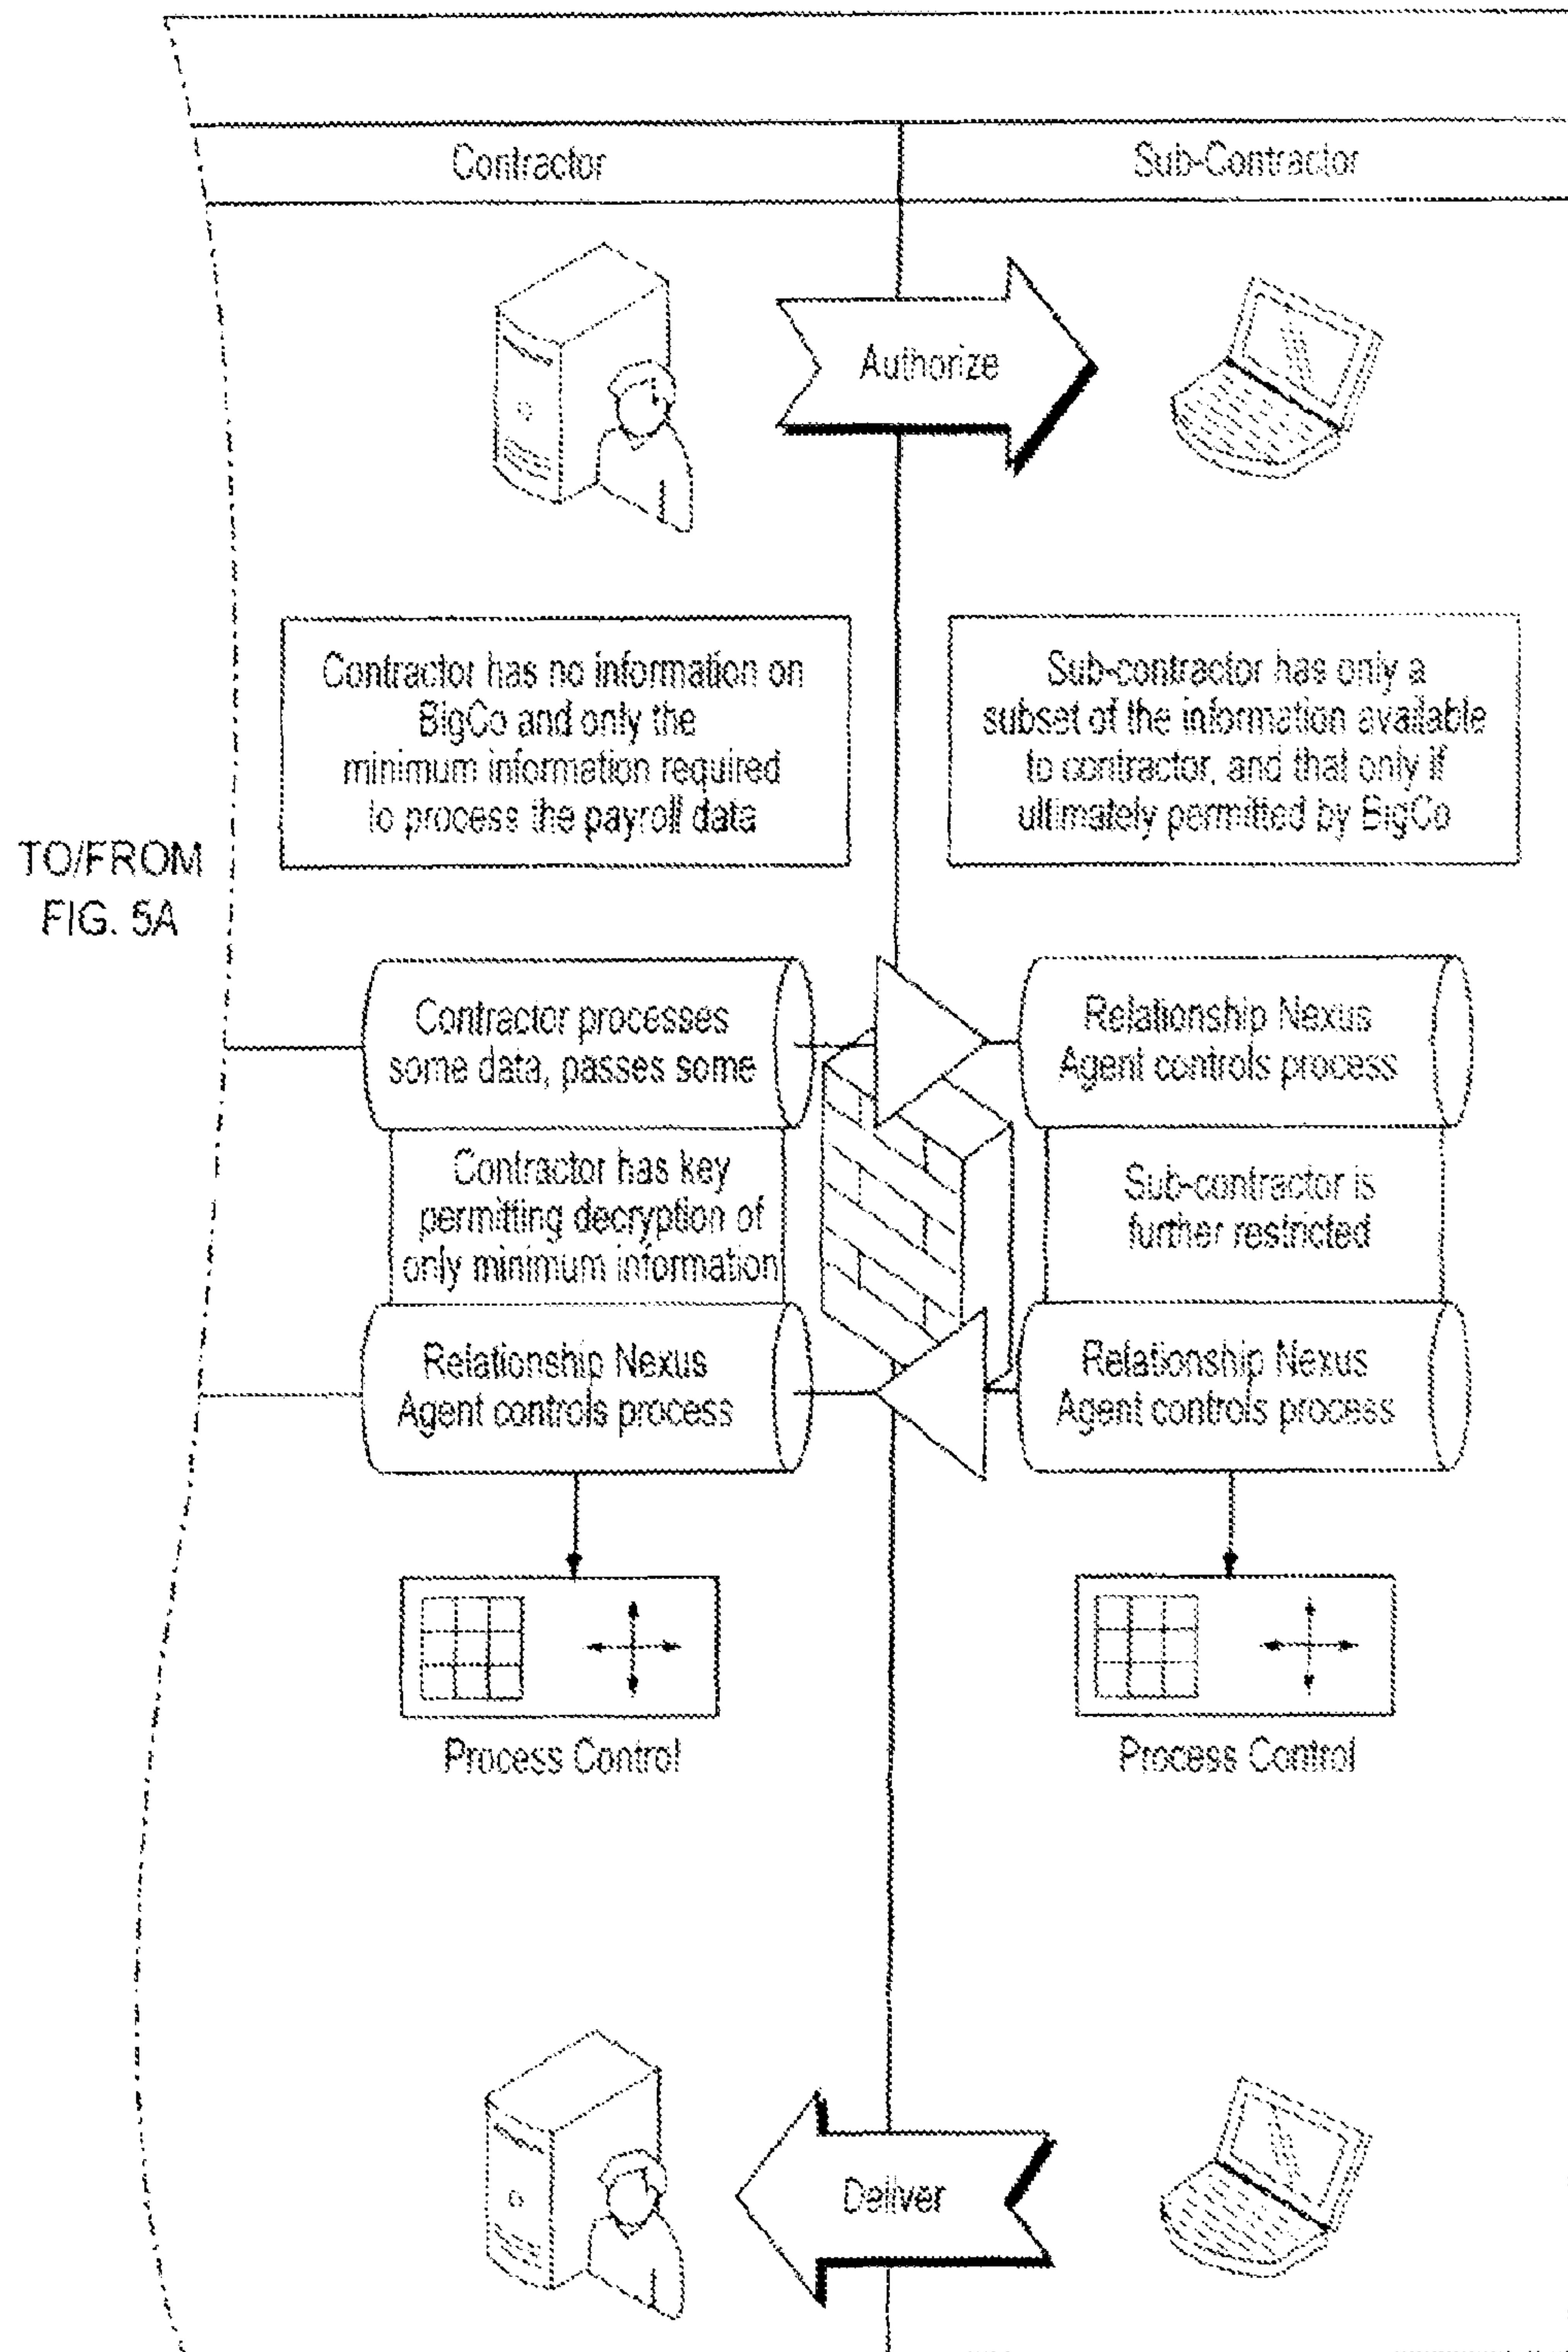 Contractor
Sub-Contractor
Authorize
Contractor has no information on
BigCo and only the
minimum information required
to process the payroll data
Sub-contractor has only a
subset of the information available
to contractor, and that only if
ultimately permitted by BigCo
TO/FROM
FIG. 5A
Contractor processes
some data, passes some
Relationship Nexus
Agent controls process
Contractor has key
permitting decryption of
only minimum information
Sub-contractor is
further restricted
Relationship Nexus
Agent controls process
Relationship Nexus
Agent controls process
Process Control
Process Control
Deliver